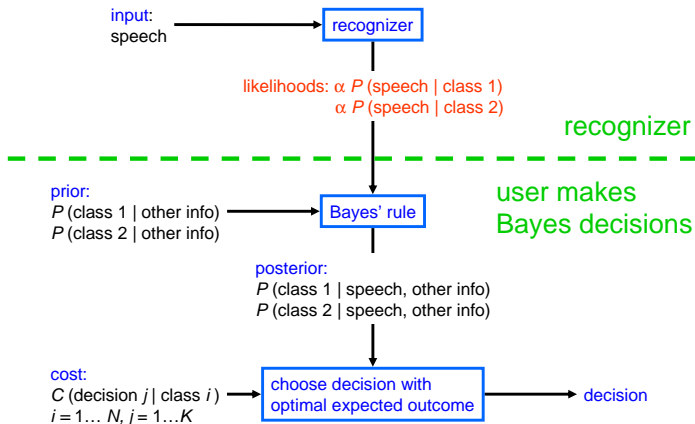 input:
speech
recognizer
likelihoods: α P (speech | class 1)
α P (speech | class 2)
recognizer
prior:
P (class 1 | other info)
P (class 2 | other info)
Bayes’ rule
user makes
Bayes decisions
posterior:
P (class 1 | speech, other info)
P (class 2 | speech, other info)
cost:
C (decision j | class i )
i = 1… N, j = 1…K
choose decision with
optimal expected outcome
decision